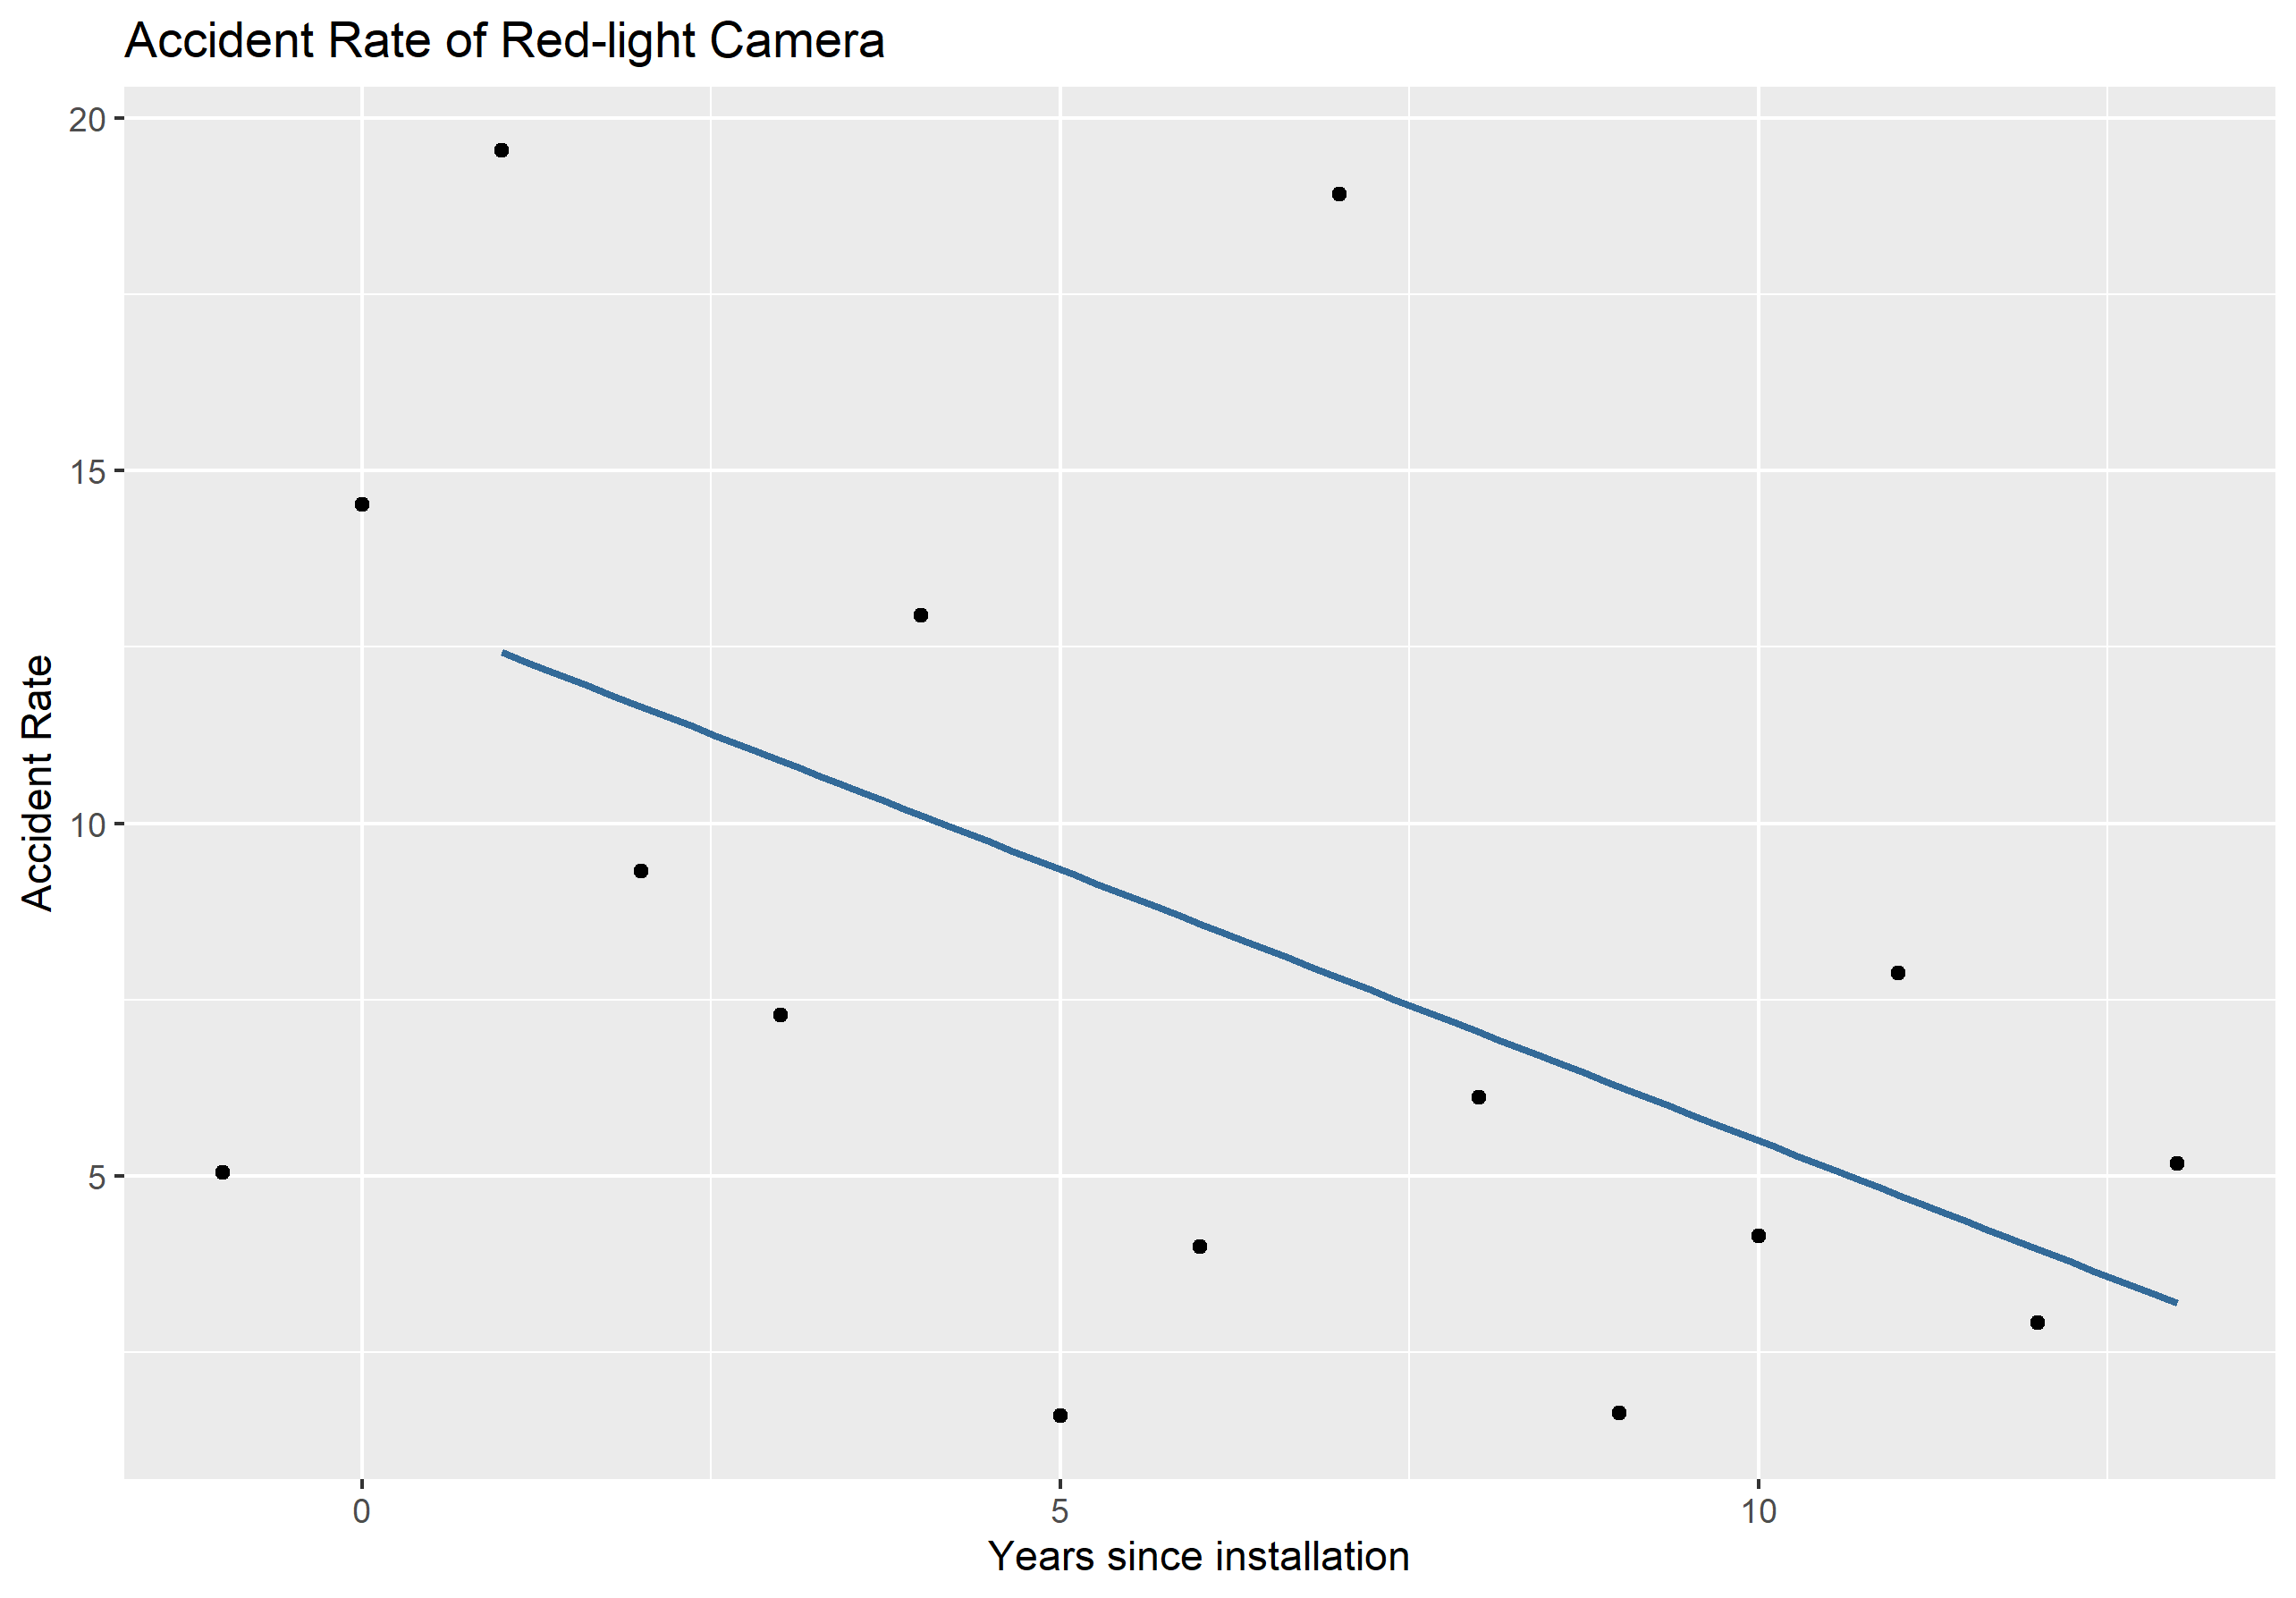 Accident Rate of Red-light Camera
20
15
10
5
Accident Rate
0
5
10
Years since installation